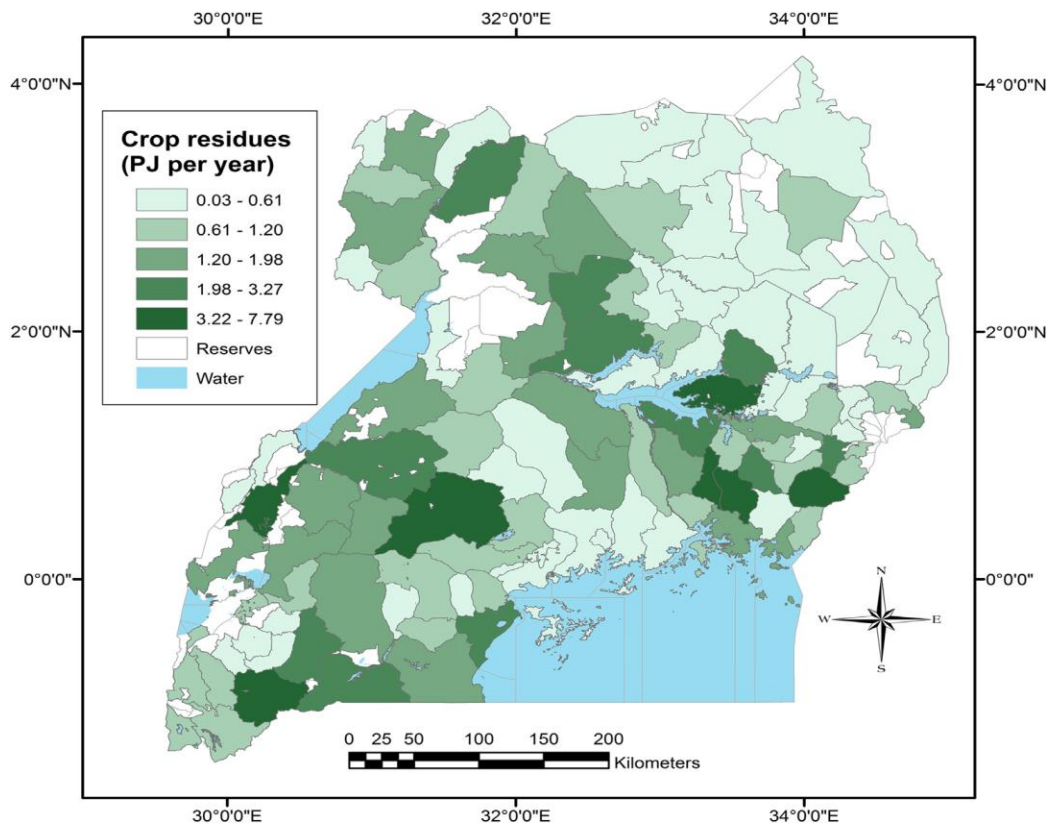 30°0'0"E 32°0'0"E 34°0'0"E
4°0'0"N 4°0'0"N
Crop residues
(PJ per year)
0.03 - 0.61
0.61 - 1.20
1.20 - 1.98
1.98 - 3.27
3.22 - 7.79
Reserves
Water
2°0'0"N 2°0'0"N
0°0'0" 0°0'0"
N
W E
S
0 25 50 100 150 200
Kilometers
30°0'0"E 32°0'0"E 34°0'0"E